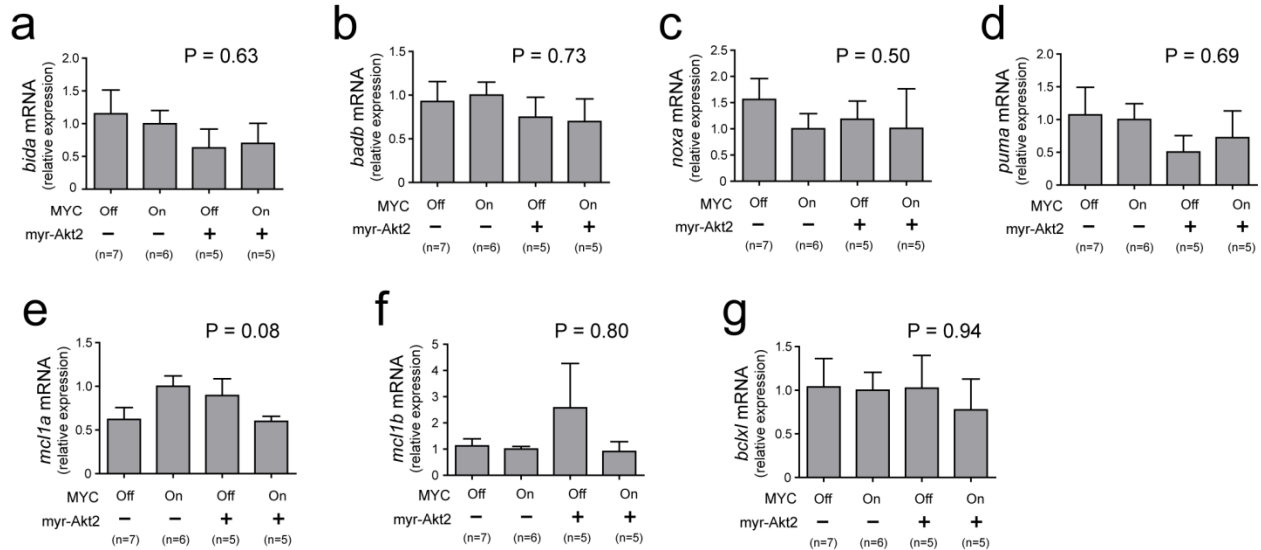 a
P = 0.63
bida mRNA
(relative expression)
2.0
1.5
1.0
0.5
0
MYC Off On Off On
myr-Akt2 − − + +
(n=7) (n=6) (n=5) (n=5)
b
P = 0.73
badb mRNA
(relative expression)
1.5
1.0
0.5
0
MYC Off On Off On
myr-Akt2 − − + +
(n=7) (n=6) (n=5) (n=5)
c
P = 0.50
noxa mRNA
(relative expression)
2.5
2.0
1.5
1.0
0.5
0
MYC Off On Off On
myr-Akt2 − − + +
(n=7) (n=6) (n=5) (n=5)
d
P = 0.69
puma mRNA
(relative expression)
2.0
1.5
1.0
0.5
0
MYC Off On Off On
myr-Akt2 − − + +
(n=7) (n=6) (n=5) (n=5)
e
P = 0.08
mcl1a mRNA
(relative expression)
1.5
1.0
0.5
0
MYC Off On Off On
myr-Akt2 − − + +
(n=7) (n=6) (n=5) (n=5)
f
P = 0.80
mcl1b mRNA
(relative expression)
5
4
3
2
1
0
MYC Off On Off On
myr-Akt2 − − + +
(n=7) (n=6) (n=5) (n=5)
g
P = 0.94
bclxl mRNA
(relative expression)
1.5
1.0
0.5
0
MYC Off On Off On
myr-Akt2 − − + +
(n=7) (n=6) (n=5) (n=5)